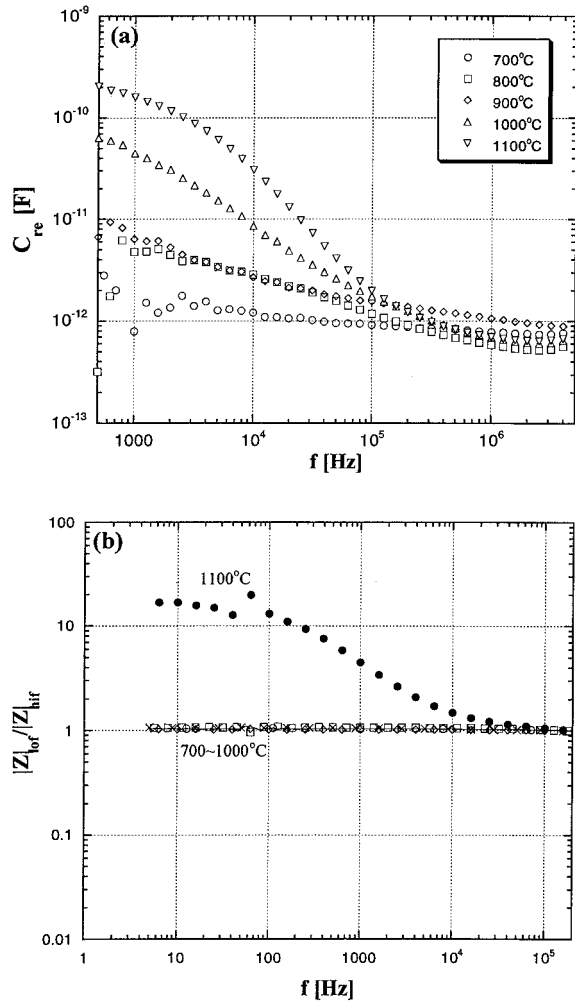 (a)
C_re [F]
10^-9
10^-10
10^-11
10^-12
10^-13
700°C
800°C
900°C
1000°C
1100°C
1000 10^4 10^5 10^6
f [Hz]
(b)
|Z|_lof/|Z|_hif
100
10
1
0.1
0.01
1100°C
700~1000°C
1 10 100 1000 10^4 10^5
f [Hz]